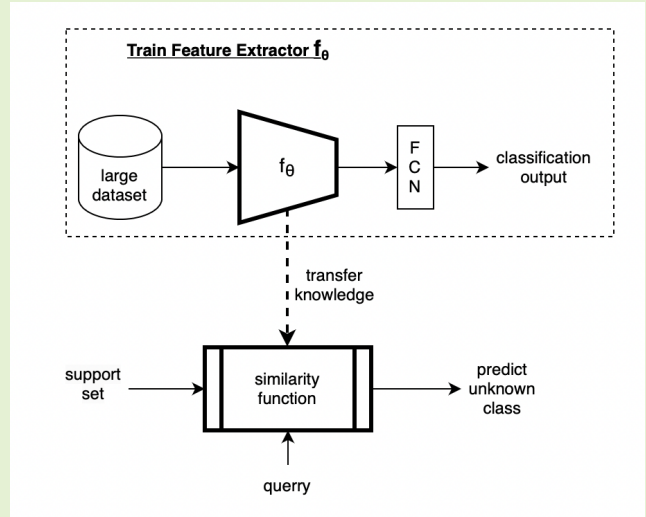 Train Feature Extractor fθ
large
dataset
fθ
F
C
N
classification
output
transfer
knowledge
support
set
similarity
function
predict
unknown
class
querry